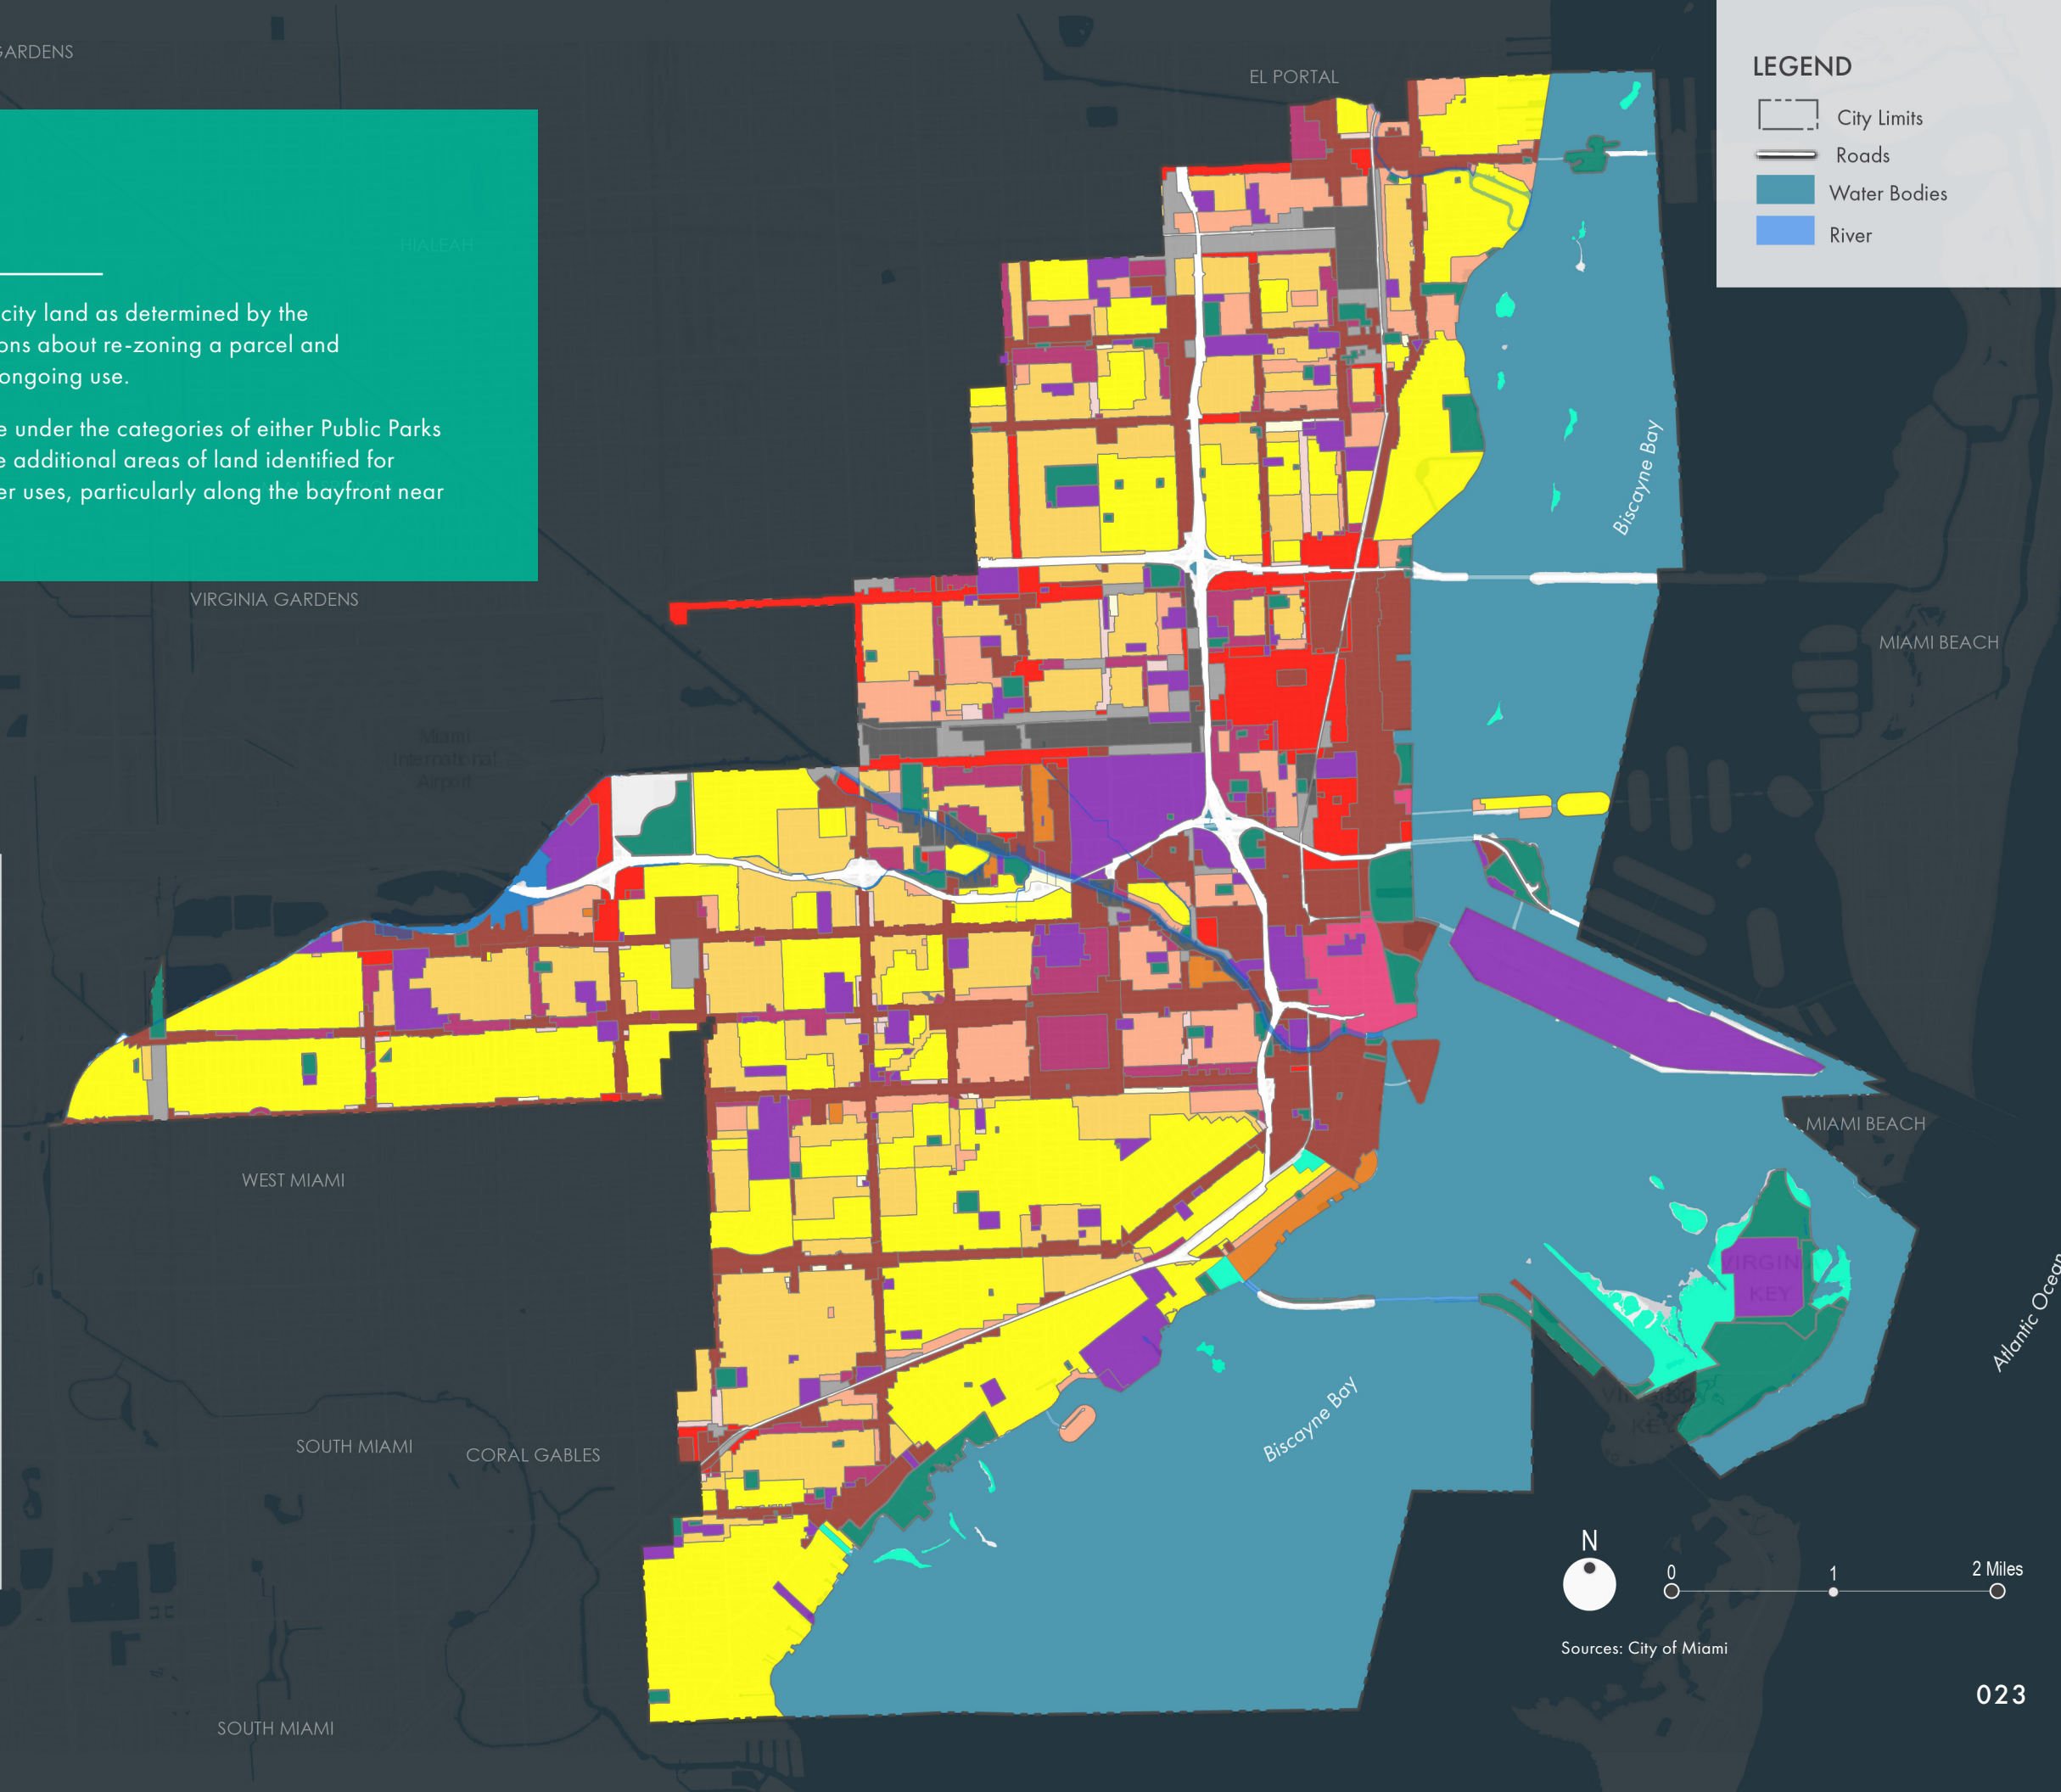 GARDENS
EL PORTAL
HIALEAH
city land as determined by the
ons about re-zoning a parcel and
ongoing use.
e under the categories of either Public Parks
e additional areas of land identified for
er uses, particularly along the bayfront near
VIRGINIA GARDENS
Miami
International
Airport
LEGEND
City Limits
Roads
Water Bodies
River
Biscayne Bay
MIAMI BEACH
MIAMI BEACH
WEST MIAMI
VIRGINIA
KEY
Atlantic Ocean
Biscayne Bay
SOUTH MIAMI
CORAL GABLES
SOUTH MIAMI
N
0
1
2 Miles
Sources: City of Miami
023